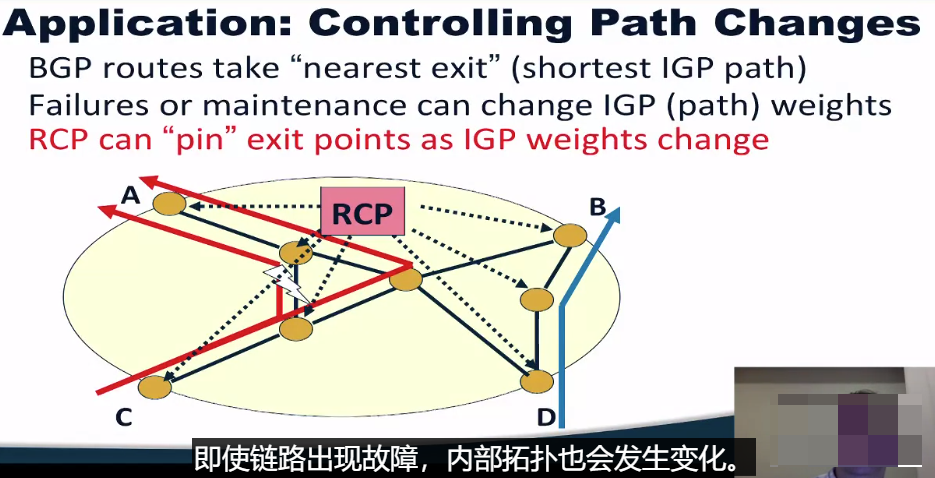 Application: Controlling Path Changes
BGP routes take “nearest exit” (shortest IGP path)
Failures or maintenance can change IGP (path) weights
RCP can “pin” exit points as IGP weights change
A
RCP
B
C
D
即使链路出现故障，内部拓扑也会发生变化。